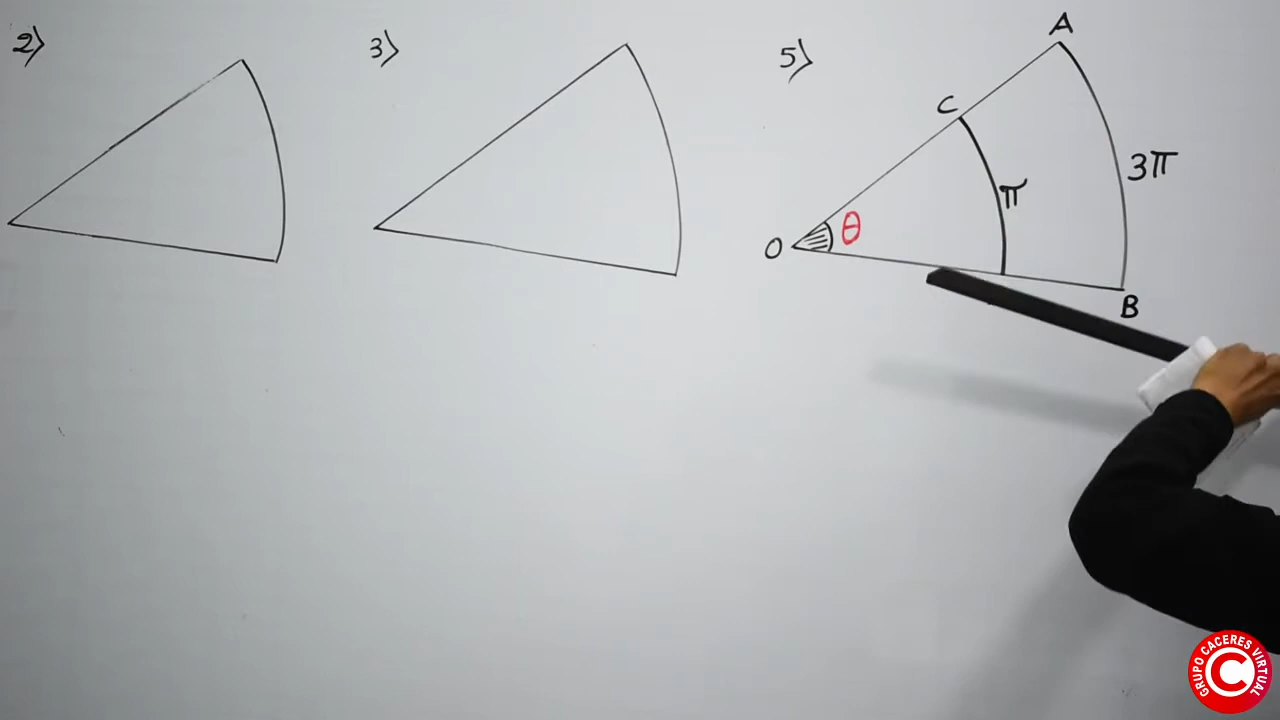 2)
3)
5)
A
C
3π
π
θ
O
B
GRUPO CACERES VIRTUAL
C